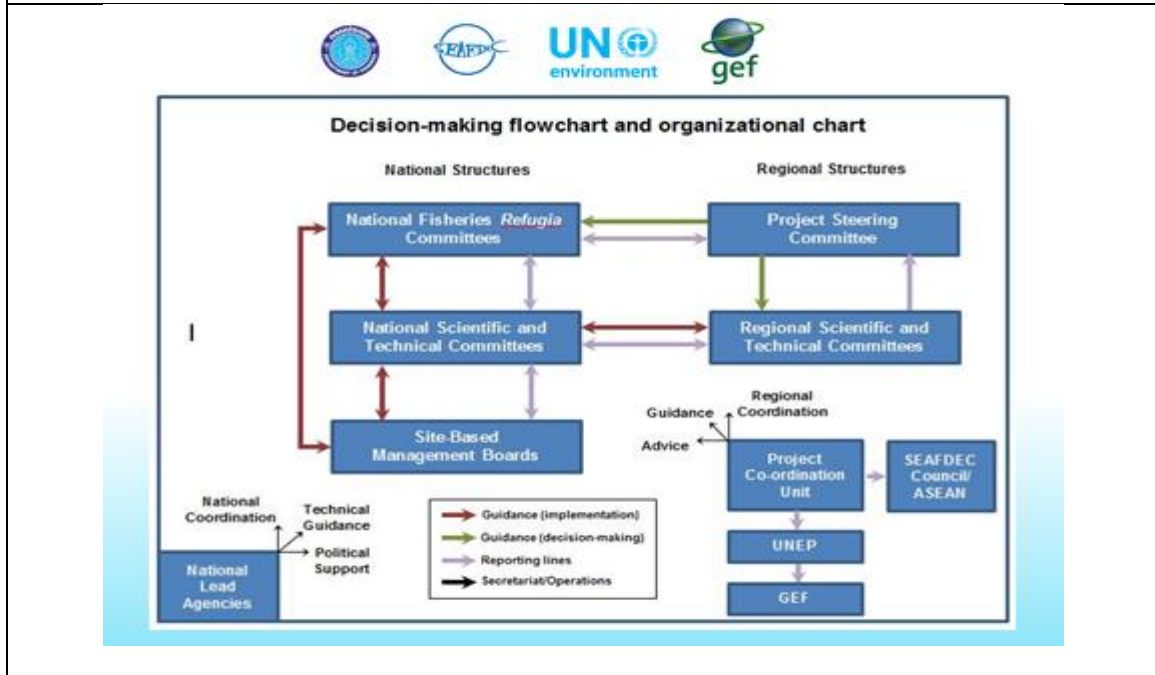 SEAFDEC
UN
environment
gef
Decision-making flowchart and organizational chart
National Structures
Regional Structures
National Fisheries Refugia
Committees
Project Steering
Committee
National Scientific and
Technical Committees
Regional Scientific and
Technical Committees
Site-Based
Management Boards
Regional
Coordination
Guidance
Advice
Project
Co-ordination
Unit
SEAFDEC
Council/
ASEAN
UNEP
GEF
National
Coordination
Technical
Guidance
Political
Support
National
Lead
Agencies
Guidance (implementation)
Guidance (decision-making)
Reporting lines
Secretariat/Operations